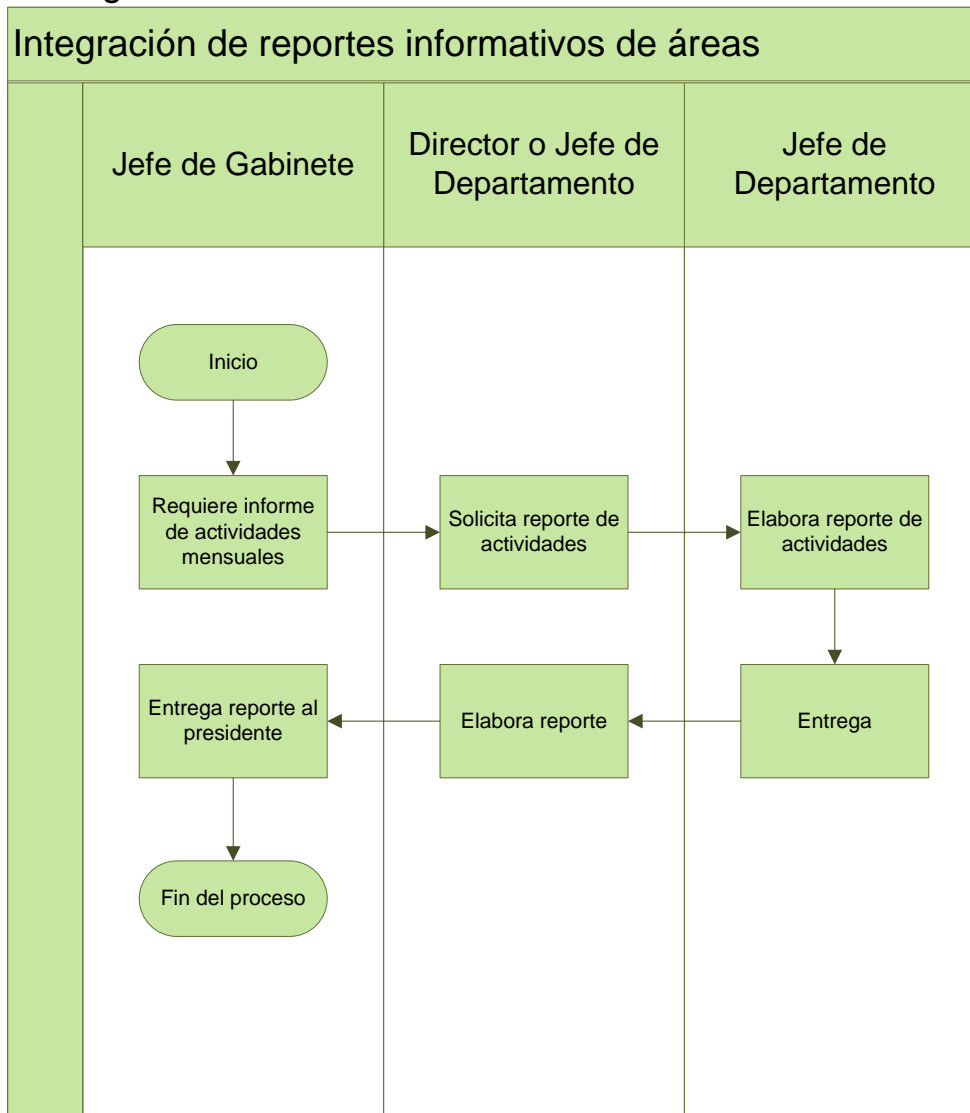 Integración de reportes informativos de áreas
Jefe de Gabinete
Director o Jefe de
Departamento
Jefe de
Departamento
Inicio
Requiere informe
de actividades
mensuales
Solicita reporte de
actividades
Elabora reporte de
actividades
Entrega reporte al
presidente
Elabora reporte
Entrega
Fin del proceso